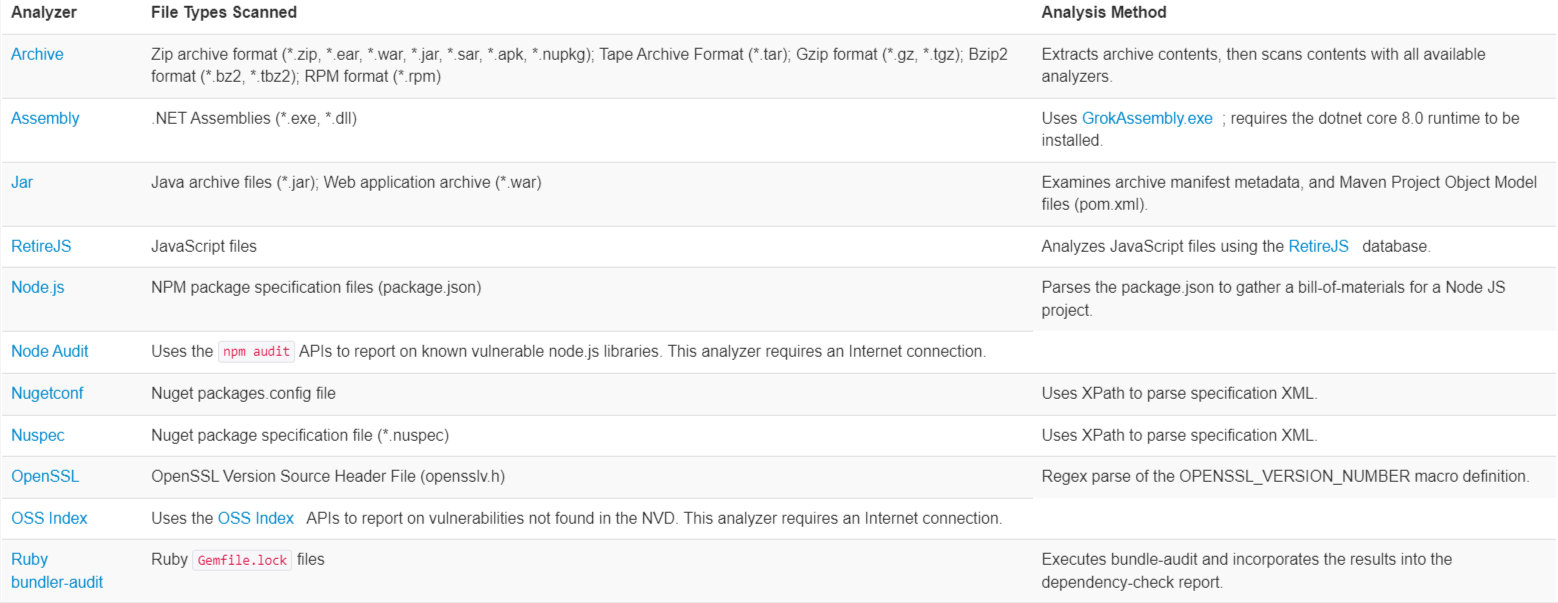 Analyzer File Types Scanned Analysis Method
Archive Zip archive format (*.zip, *.ear, *.war, *.jar, *.sar, *.apk, *.nupkg); Tape Archive Format (*.tar); Gzip format (*.gz, *.tgz); Bzip2 Extracts archive contents, then scans contents with all available
format (*.bz2, *.tbz2); RPM format (*.rpm) analyzers.
Assembly .NET Assemblies (*.exe, *.dll) Uses GrokAssembly.exe ; requires the dotnet core 8.0 runtime to be
installed.
Jar Java archive files (*.jar); Web application archive (*.war) Examines archive manifest metadata, and Maven Project Object Model
files (pom.xml).
RetireJS JavaScript files Analyzes JavaScript files using the RetireJS database.
Node.js NPM package specification files (package.json) Parses the package.json to gather a bill-of-materials for a Node JS
project.
Node Audit Uses the npm audit APIs to report on known vulnerable node.js libraries. This analyzer requires an Internet connection.
Nugetconf Nuget packages.config file Uses XPath to parse specification XML.
Nuspec Nuget package specification file (*.nuspec) Uses XPath to parse specification XML.
OpenSSL OpenSSL Version Source Header File (opensslv.h) Regex parse of the OPENSSL_VERSION_NUMBER macro definition.
OSS Index Uses the OSS Index APIs to report on vulnerabilities not found in the NVD. This analyzer requires an Internet connection.
Ruby Ruby Gemfile.lock files Executes bundle-audit and incorporates the results into the
bundler-audit dependency-check report.